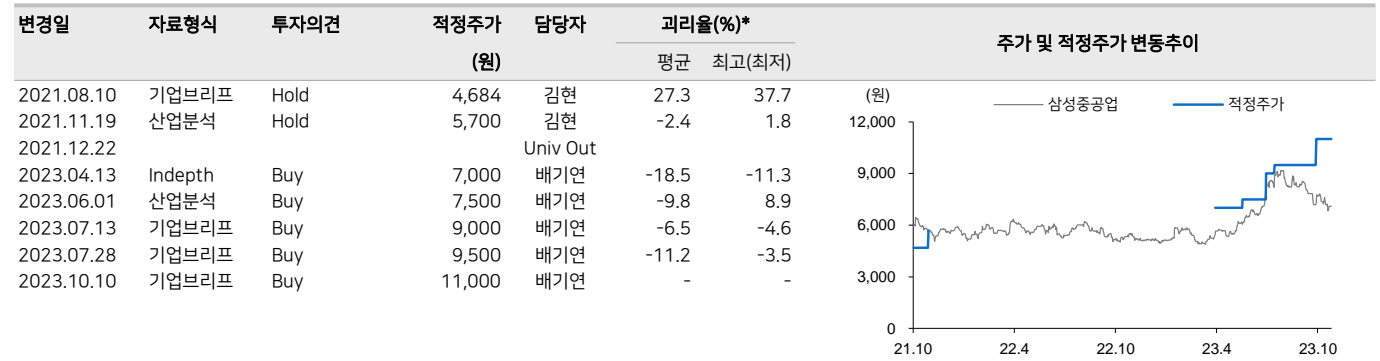 변경일 자료형식 투자의견 적정주가 담당자 괴리율(%)* 주가 및 적정주가 변동추이
(원) 평균 최고(최저)
2021.08.10 기업브리프 Hold 4,684 김현 27.3 37.7
2021.11.19 산업분석 Hold 5,700 김현 -2.4 1.8
2021.12.22 Univ Out
2023.04.13 Indepth Buy 7,000 배기연 -18.5 -11.3
2023.06.01 산업분석 Buy 7,500 배기연 -9.8 8.9
2023.07.13 기업브리프 Buy 9,000 배기연 -6.5 -4.6
2023.07.28 기업브리프 Buy 9,500 배기연 -11.2 -3.5
2023.10.10 기업브리프 Buy 11,000 배기연 - -
(원) 삼성중공업 적정주가
12,000
9,000
6,000
3,000
0
21.10 22.4 22.10 23.4 23.10